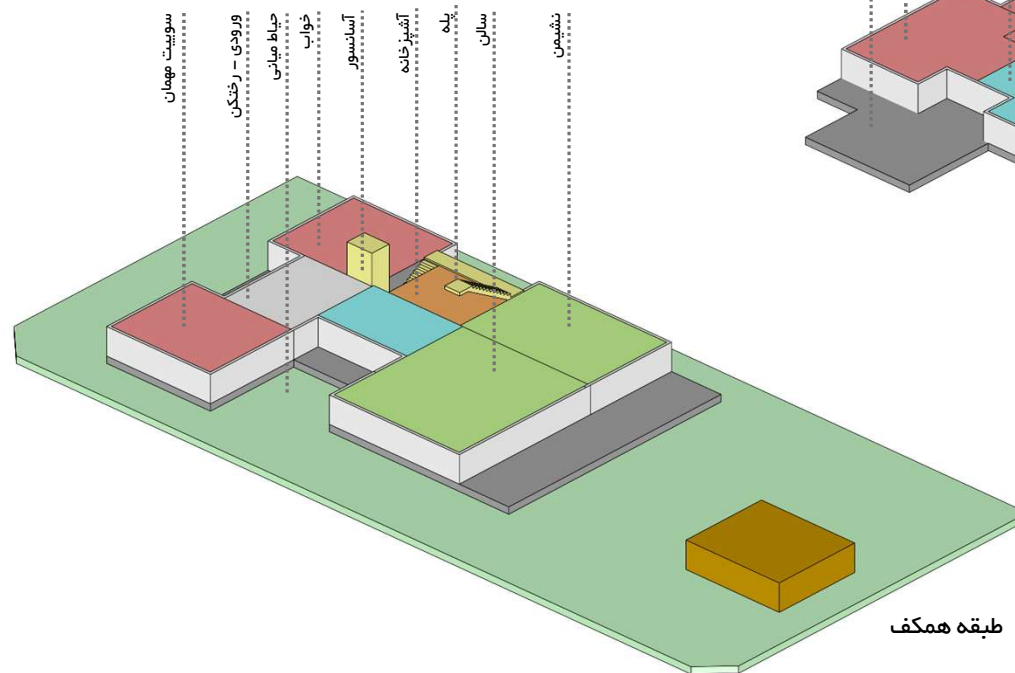 نشیمن
سالن
پله
آشپزخانه
آسانسور
خواب
حیاط میانی
ورودی – رختکن
سوییت مهمان
طبقه همکف